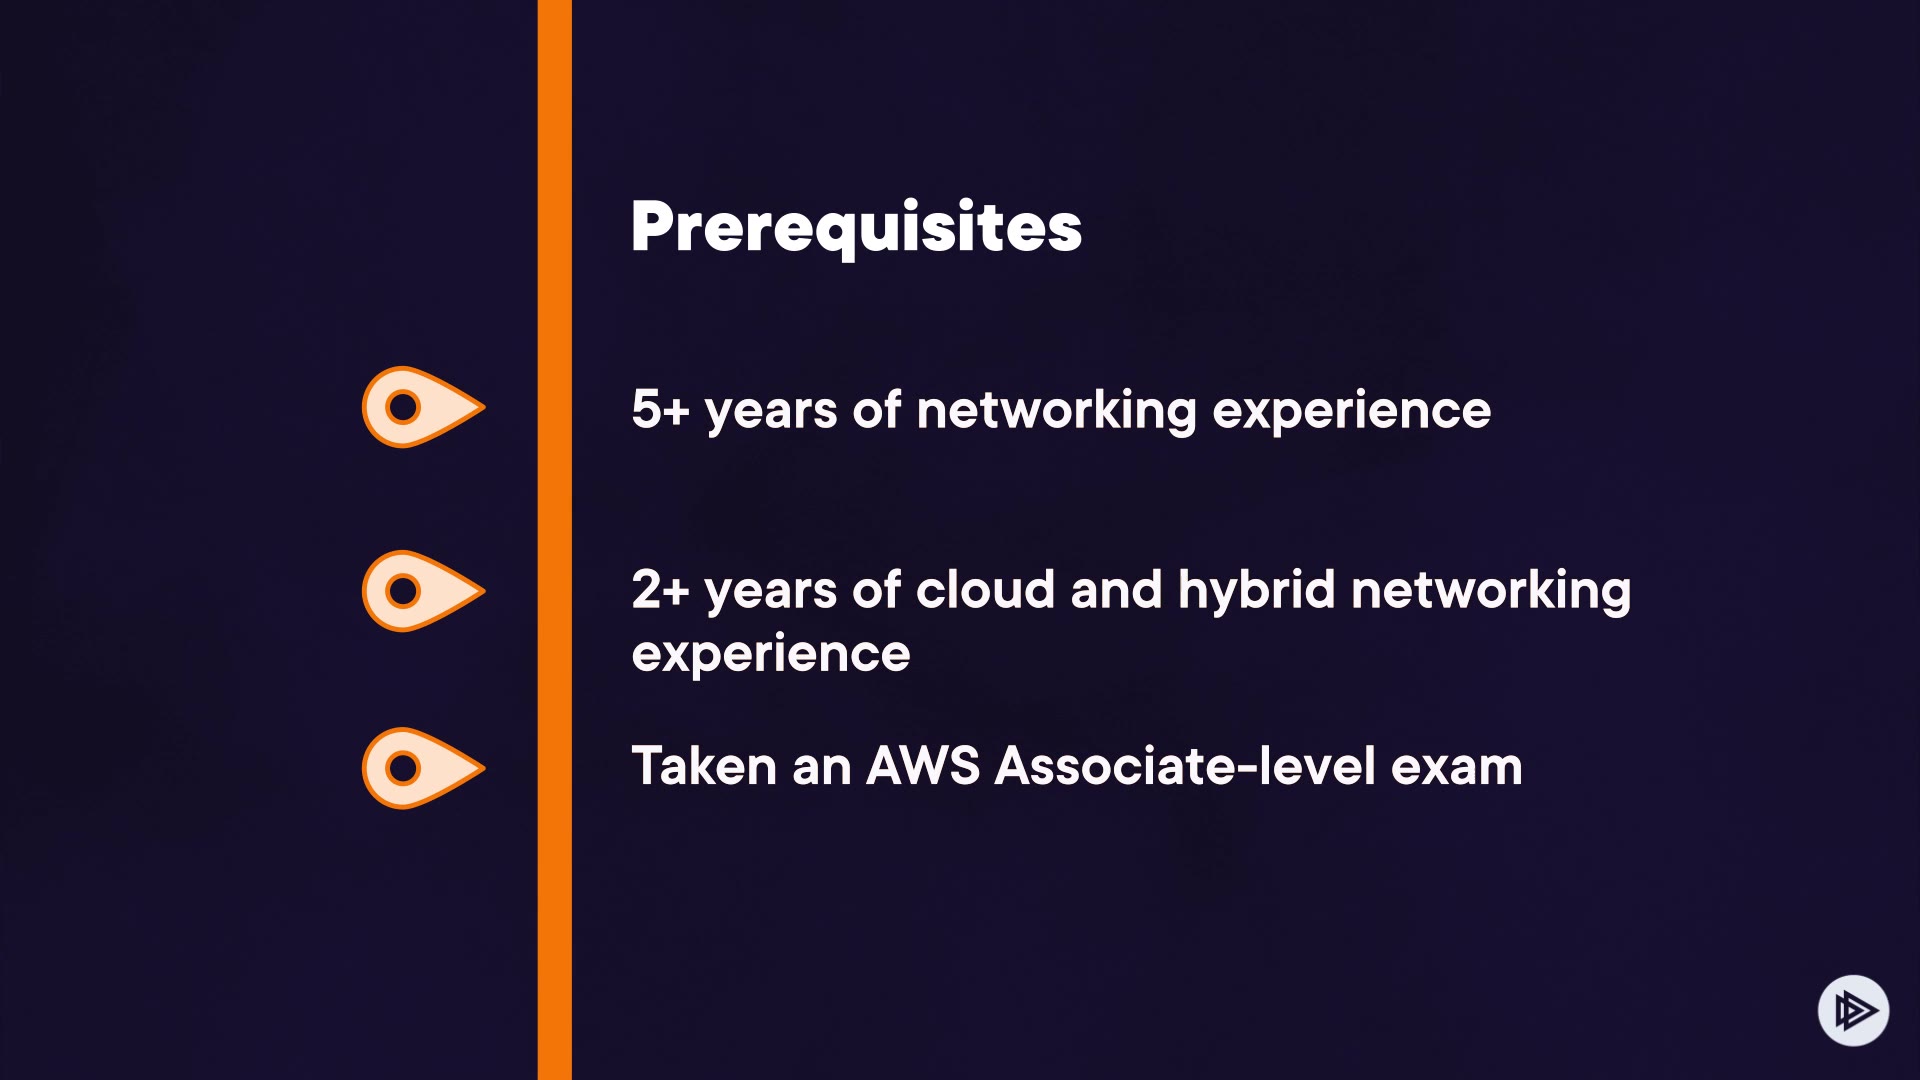 Prerequisites
5+ years of networking experience
2+ years of cloud and hybrid networking
experience
Taken an AWS Associate-level exam